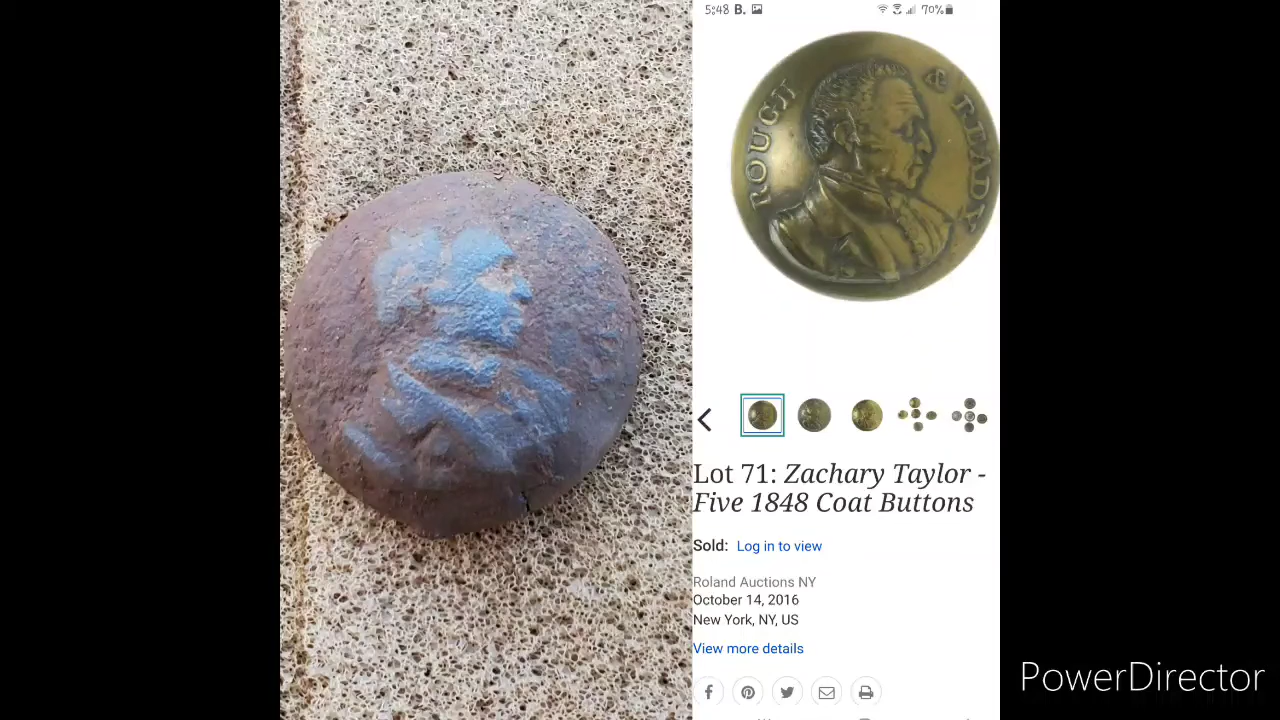 5:48 B.
70%
ROUGH & READY
Lot 71: Zachary Taylor -
Five 1848 Coat Buttons
Sold: Log in to view
Roland Auctions NY
October 14, 2016
New York, NY, US
View more details
PowerDirector